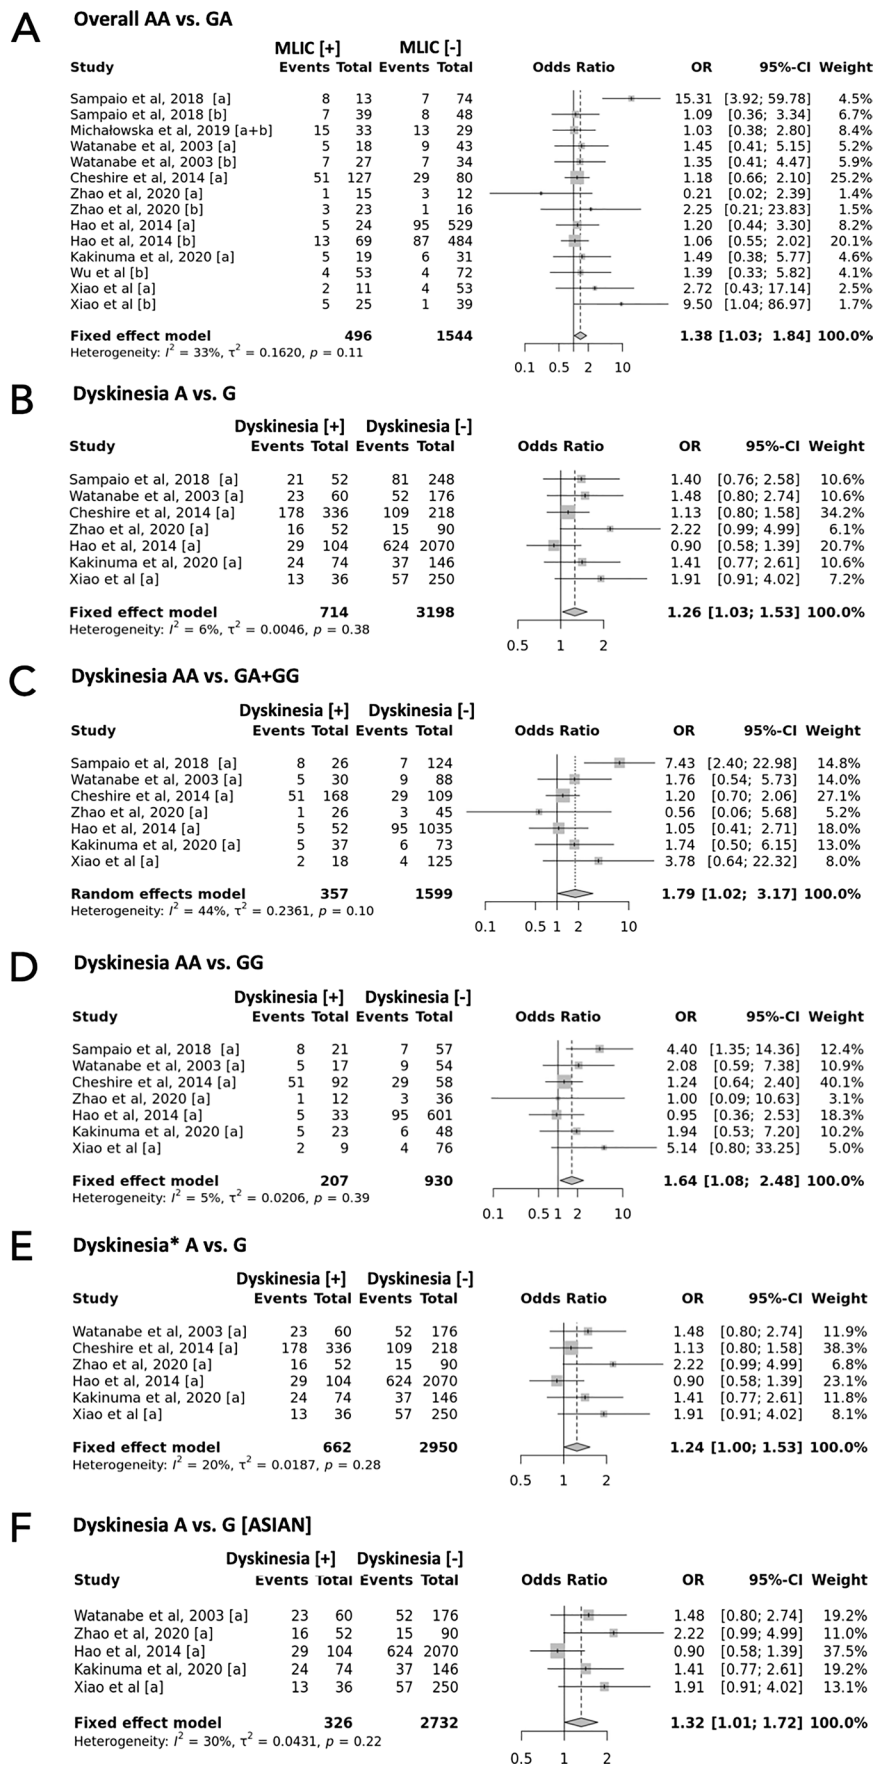 A Overall AA vs. GA
MLIC [+] MLIC [-]
Study Events Total Events Total Odds Ratio OR 95%-CI Weight
Sampaio et al, 2018 [a] 8 13 7 74 15.31 [3.92; 59.78] 4.5%
Sampaio et al, 2018 [b] 7 39 8 48 1.09 [0.36; 3.34] 6.7%
Michałowska et al, 2019 [a+b] 15 33 13 29 1.03 [0.38; 2.80] 8.4%
Watanabe et al, 2003 [a] 5 18 9 43 1.45 [0.41; 5.15] 5.2%
Watanabe et al, 2003 [b] 7 27 7 34 1.35 [0.41; 4.47] 5.9%
Cheshire et al, 2014 [a] 51 127 29 80 1.18 [0.66; 2.10] 25.2%
Zhao et al, 2020 [a] 1 15 3 12 0.21 [0.02; 2.39] 1.4%
Zhao et al, 2020 [b] 3 23 1 16 2.25 [0.21; 23.83] 1.5%
Hao et al, 2014 [a] 5 24 95 529 1.20 [0.44; 3.30] 8.2%
Hao et al, 2014 [b] 13 69 87 484 1.06 [0.55; 2.02] 20.1%
Kakinuma et al, 2020 [a] 5 19 6 31 1.49 [0.38; 5.77] 4.6%
Wu et al [b] 4 53 4 72 1.39 [0.33; 5.82] 4.1%
Xiao et al [a] 2 11 4 53 2.72 [0.43; 17.14] 2.5%
Xiao et al [b] 5 25 1 39 9.50 [1.04; 86.97] 1.7%
Fixed effect model 496 1544 1.38 [1.03; 1.84] 100.0%
Heterogeneity: I² = 33%, τ² = 0.1620, p = 0.11
0.1 0.5 2 10
B Dyskinesia A vs. G
Dyskinesia [+] Dyskinesia [-]
Study Events Total Events Total Odds Ratio OR 95%-CI Weight
Sampaio et al, 2018 [a] 21 52 81 248 1.40 [0.76; 2.58] 10.6%
Watanabe et al, 2003 [a] 23 60 52 176 1.48 [0.80; 2.74] 10.6%
Cheshire et al, 2014 [a] 178 336 109 218 1.13 [0.80; 1.58] 34.2%
Zhao et al, 2020 [a] 16 52 15 90 2.22 [0.99; 4.99] 6.1%
Hao et al, 2014 [a] 29 104 624 2070 0.90 [0.58; 1.39] 20.7%
Kakinuma et al, 2020 [a] 24 74 37 146 1.41 [0.77; 2.61] 10.6%
Xiao et al [a] 13 36 57 250 1.91 [0.91; 4.02] 7.2%
Fixed effect model 714 3198 1.26 [1.03; 1.53] 100.0%
Heterogeneity: I² = 6%, τ² = 0.0046, p = 0.38
0.5 1 2
C Dyskinesia AA vs. GA+GG
Dyskinesia [+] Dyskinesia [-]
Study Events Total Events Total Odds Ratio OR 95%-CI Weight
Sampaio et al, 2018 [a] 8 26 7 124 7.43 [2.40; 22.98] 14.8%
Watanabe et al, 2003 [a] 5 30 9 88 1.76 [0.54; 5.73] 14.0%
Cheshire et al, 2014 [a] 51 168 29 109 1.20 [0.70; 2.06] 27.1%
Zhao et al, 2020 [a] 1 26 3 45 0.56 [0.06; 5.68] 5.2%
Hao et al, 2014 [a] 5 52 95 1035 1.05 [0.41; 2.71] 18.0%
Kakinuma et al, 2020 [a] 5 37 6 73 1.74 [0.50; 6.15] 13.0%
Xiao et al [a] 2 18 4 125 3.78 [0.64; 22.32] 8.0%
Random effects model 357 1599 1.79 [1.02; 3.17] 100.0%
Heterogeneity: I² = 44%, τ² = 0.2361, p = 0.10
0.1 0.5 1 2 10
D Dyskinesia AA vs. GG
Dyskinesia [+] Dyskinesia [-]
Study Events Total Events Total Odds Ratio OR 95%-CI Weight
Sampaio et al, 2018 [a] 8 21 7 57 4.40 [1.35; 14.36] 12.4%
Watanabe et al, 2003 [a] 5 17 9 54 2.08 [0.59; 7.38] 10.9%
Cheshire et al, 2014 [a] 51 92 29 58 1.24 [0.64; 2.40] 40.1%
Zhao et al, 2020 [a] 1 12 3 36 1.00 [0.09; 10.63] 3.1%
Hao et al, 2014 [a] 5 33 95 601 0.95 [0.36; 2.53] 18.3%
Kakinuma et al, 2020 [a] 5 23 6 48 1.94 [0.53; 7.20] 10.2%
Xiao et al [a] 2 9 4 76 5.14 [0.80; 33.25] 5.0%
Fixed effect model 207 930 1.64 [1.08; 2.48] 100.0%
Heterogeneity: I² = 5%, τ² = 0.0206, p = 0.39
0.1 0.5 1 2 10
E Dyskinesia* A vs. G
Dyskinesia [+] Dyskinesia [-]
Study Events Total Events Total Odds Ratio OR 95%-CI Weight
Watanabe et al, 2003 [a] 23 60 52 176 1.48 [0.80; 2.74] 11.9%
Cheshire et al, 2014 [a] 178 336 109 218 1.13 [0.80; 1.58] 38.3%
Zhao et al, 2020 [a] 16 52 15 90 2.22 [0.99; 4.99] 6.8%
Hao et al, 2014 [a] 29 104 624 2070 0.90 [0.58; 1.39] 23.1%
Kakinuma et al, 2020 [a] 24 74 37 146 1.41 [0.77; 2.61] 11.8%
Xiao et al [a] 13 36 57 250 1.91 [0.91; 4.02] 8.1%
Fixed effect model 662 2950 1.24 [1.00; 1.53] 100.0%
Heterogeneity: I² = 20%, τ² = 0.0187, p = 0.28
0.5 1 2
F Dyskinesia A vs. G [ASIAN]
Dyskinesia [+] Dyskinesia [-]
Study Events Total Events Total Odds Ratio OR 95%-CI Weight
Watanabe et al, 2003 [a] 23 60 52 176 1.48 [0.80; 2.74] 19.2%
Zhao et al, 2020 [a] 16 52 15 90 2.22 [0.99; 4.99] 11.0%
Hao et al, 2014 [a] 29 104 624 2070 0.90 [0.58; 1.39] 37.5%
Kakinuma et al, 2020 [a] 24 74 37 146 1.41 [0.77; 2.61] 19.2%
Xiao et al [a] 13 36 57 250 1.91 [0.91; 4.02] 13.1%
Fixed effect model 326 2732 1.32 [1.01; 1.72] 100.0%
Heterogeneity: I² = 30%, τ² = 0.0431, p = 0.22
0.5 1 2